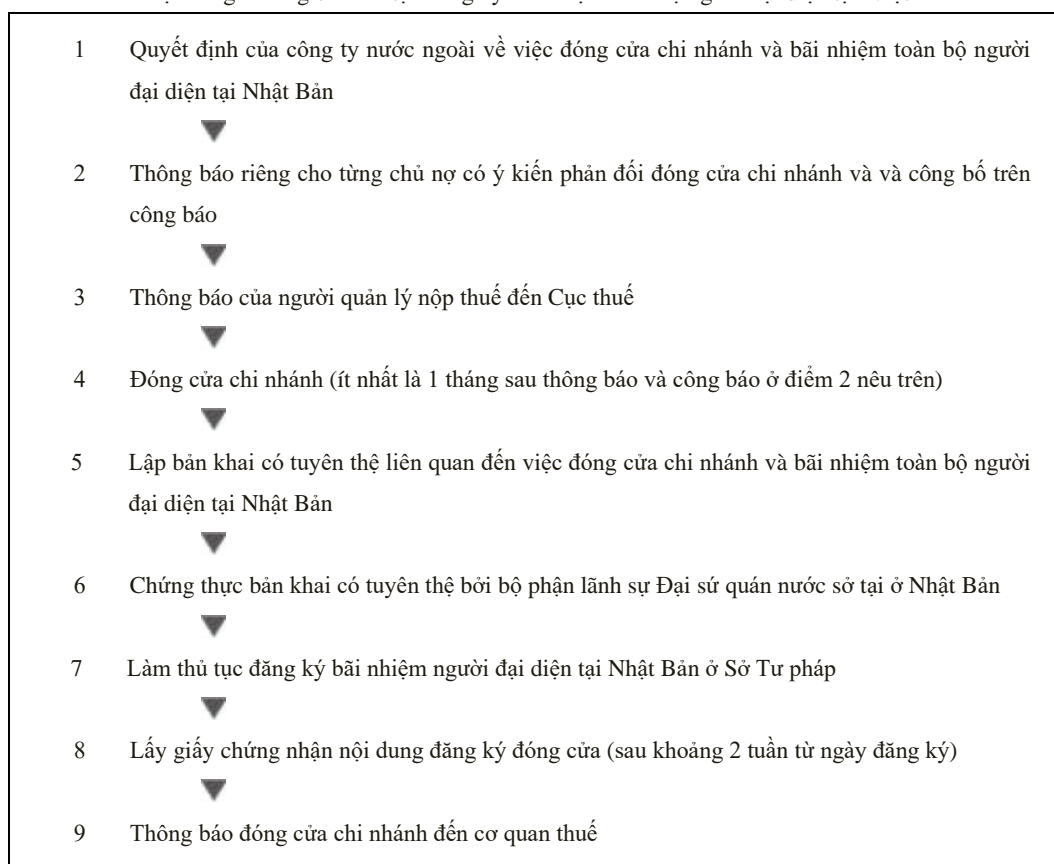 1 Quyết định của công ty nước ngoài về việc đóng cửa chi nhánh và bãi nhiệm toàn bộ người
đại diện tại Nhật Bản
2 Thông báo riêng cho từng chủ nợ có ý kiến phản đối đóng cửa chi nhánh và và công bố trên
công báo
3 Thông báo của người quản lý nộp thuế đến Cục thuế
4 Đóng cửa chi nhánh (ít nhất là 1 tháng sau thông báo và công báo ở điểm 2 nêu trên)
5 Lập bản khai có tuyên thệ liên quan đến việc đóng cửa chi nhánh và bãi nhiệm toàn bộ người
đại diện tại Nhật Bản
6 Chứng thực bản khai có tuyên thệ bởi bộ phận lãnh sự Đại sứ quán nước sở tại ở Nhật Bản
7 Làm thủ tục đăng ký bãi nhiệm người đại diện tại Nhật Bản ở Sở Tư pháp
8 Lấy giấy chứng nhận nội dung đăng ký đóng cửa (sau khoảng 2 tuần từ ngày đăng ký)
9 Thông báo đóng cửa chi nhánh đến cơ quan thuế